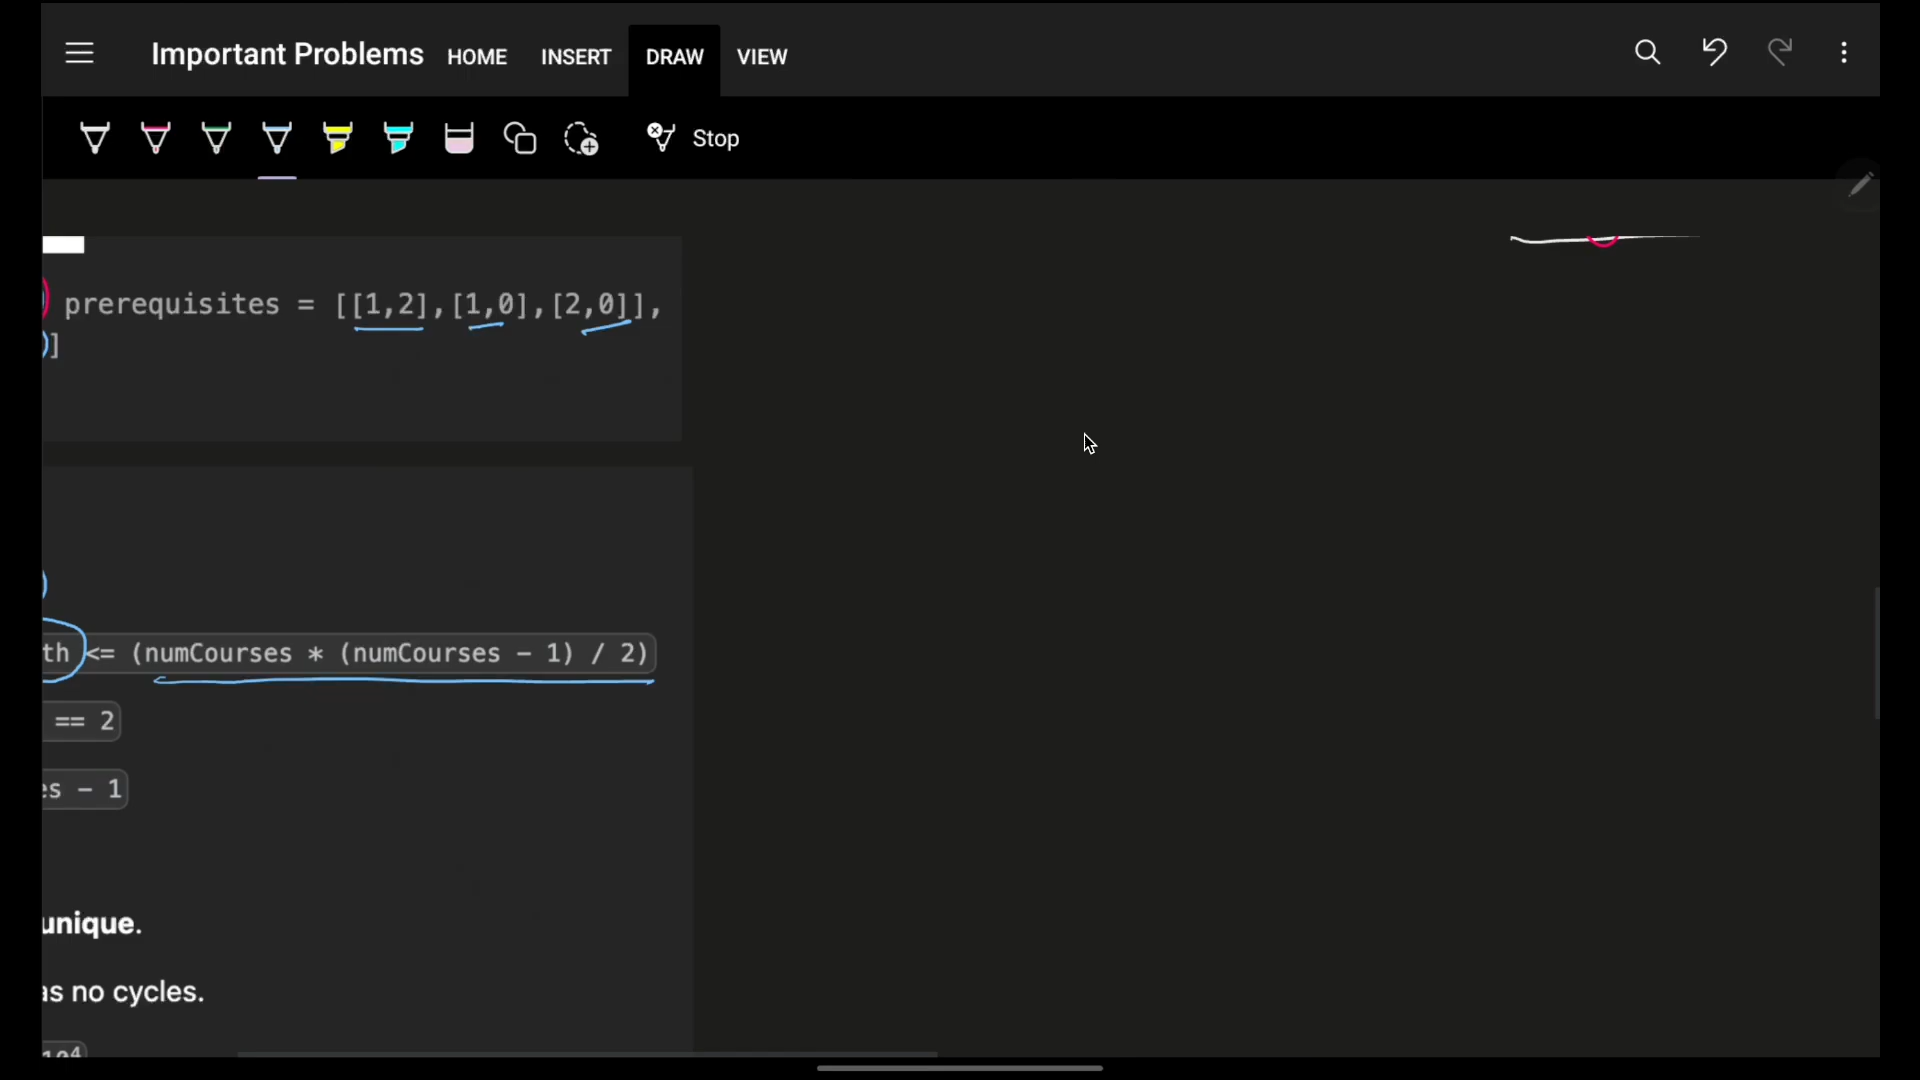 Important Problems HOME INSERT DRAW VIEW
Stop
prerequisites = [[1,2],[1,0],[2,0]],
]
th <= (numCourses * (numCourses - 1) / 2)
== 2
es - 1
unique.
as no cycles.
10⁴